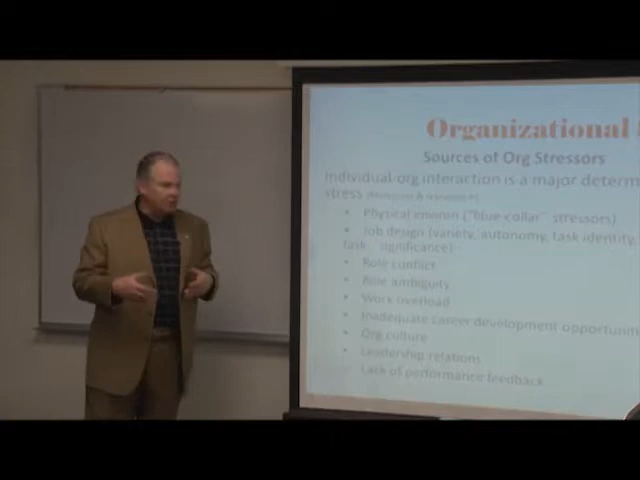 Organizational
Sources of Org Stressors
Individual-org interaction is a major determ
stress
• Physical environ ("blue-collar" stressors)
• Job design (variety, autonomy, task identity,
task significance)
• Role conflict
• Role ambiguity
• Work overload
• Inadequate career development opportuni
• Org culture
• Leadership relations
• Lack of performance feedback